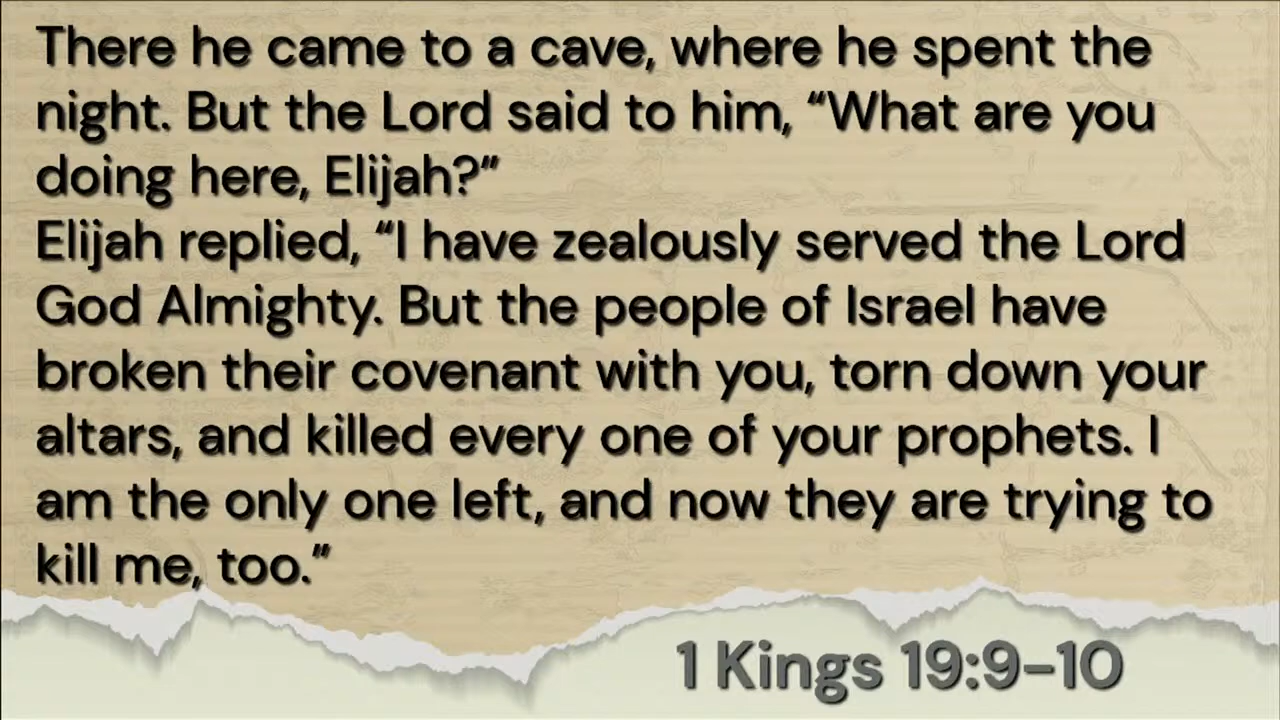 There he came to a cave, where he spent the
night. But the Lord said to him, “What are you
doing here, Elijah?”
Elijah replied, “I have zealously served the Lord
God Almighty. But the people of Israel have
broken their covenant with you, torn down your
altars, and killed every one of your prophets. I
am the only one left, and now they are trying to
kill me, too.”
1 Kings 19:9–10